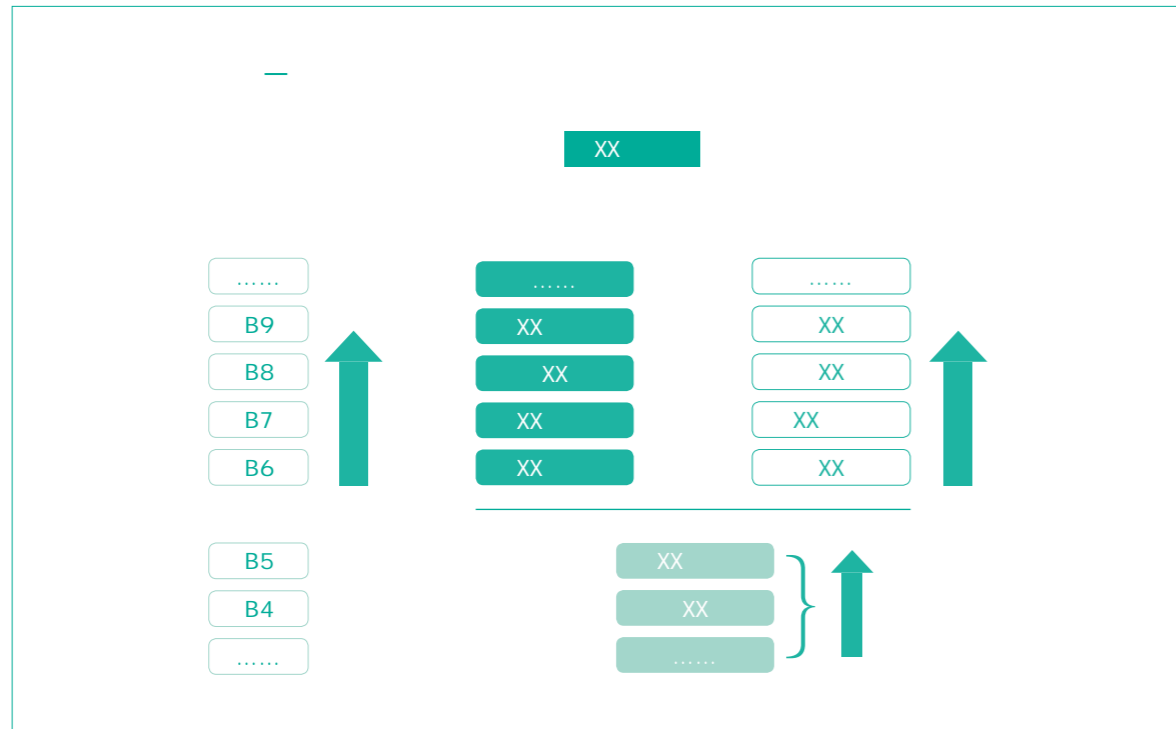 XX
…… …… ……
B9 XX XX
B8 XX XX
B7 XX XX
B6 XX XX
B5 XX
B4 XX
…… ……